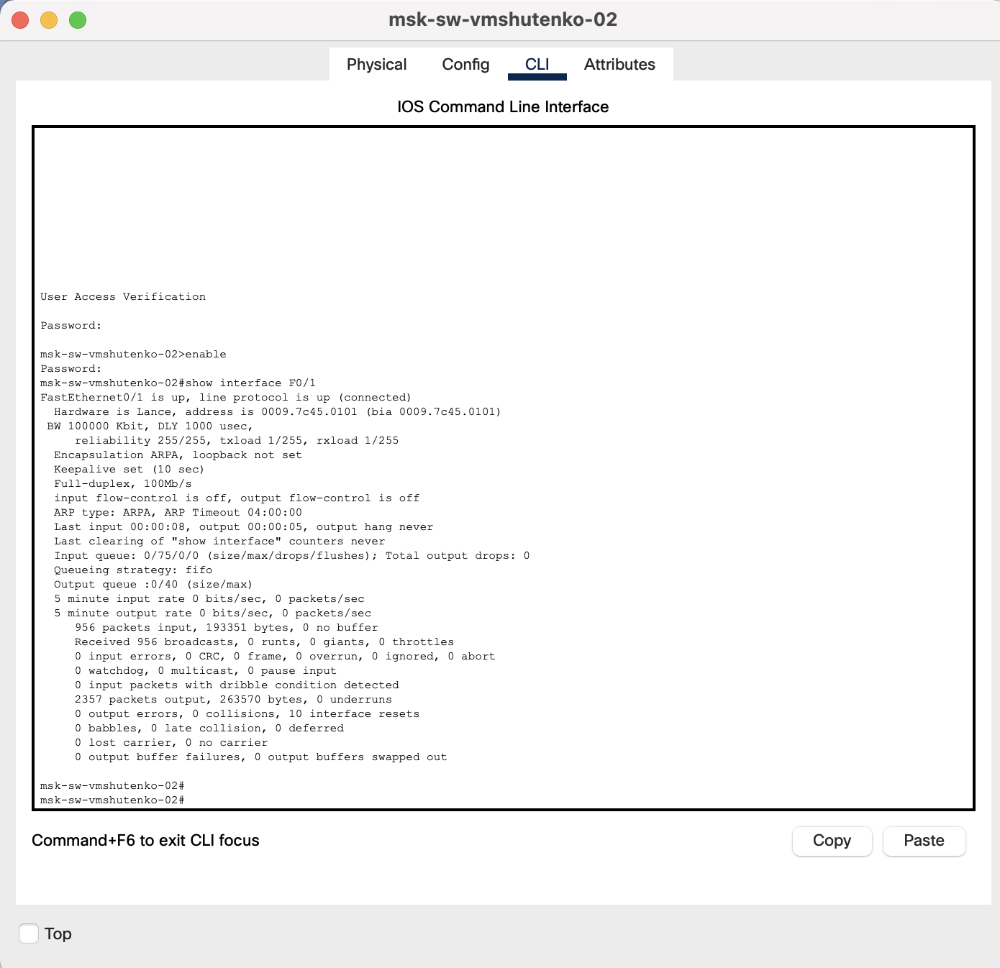 msk-sw-vmshutenko-02
Physical Config CLI Attributes
IOS Command Line Interface
User Access Verification
Password:
msk-sw-vmshutenko-02>enable
Password:
msk-sw-vmshutenko-02#show interface F0/1
FastEthernet0/1 is up, line protocol is up (connected)
  Hardware is Lance, address is 0009.7c45.0101 (bia 0009.7c45.0101)
 BW 100000 Kbit, DLY 1000 usec,
     reliability 255/255, txload 1/255, rxload 1/255
  Encapsulation ARPA, loopback not set
  Keepalive set (10 sec)
  Full-duplex, 100Mb/s
  input flow-control is off, output flow-control is off
  ARP type: ARPA, ARP Timeout 04:00:00
  Last input 00:00:08, output 00:00:05, output hang never
  Last clearing of "show interface" counters never
  Input queue: 0/75/0/0 (size/max/drops/flushes); Total output drops: 0
  Queueing strategy: fifo
  Output queue :0/40 (size/max)
  5 minute input rate 0 bits/sec, 0 packets/sec
  5 minute output rate 0 bits/sec, 0 packets/sec
     956 packets input, 193351 bytes, 0 no buffer
     Received 956 broadcasts, 0 runts, 0 giants, 0 throttles
     0 input errors, 0 CRC, 0 frame, 0 overrun, 0 ignored, 0 abort
     0 watchdog, 0 multicast, 0 pause input
     0 input packets with dribble condition detected
     2357 packets output, 263570 bytes, 0 underruns
     0 output errors, 0 collisions, 10 interface resets
     0 babbles, 0 late collision, 0 deferred
     0 lost carrier, 0 no carrier
     0 output buffer failures, 0 output buffers swapped out
msk-sw-vmshutenko-02#
msk-sw-vmshutenko-02#
Command+F6 to exit CLI focus
Copy Paste
Top